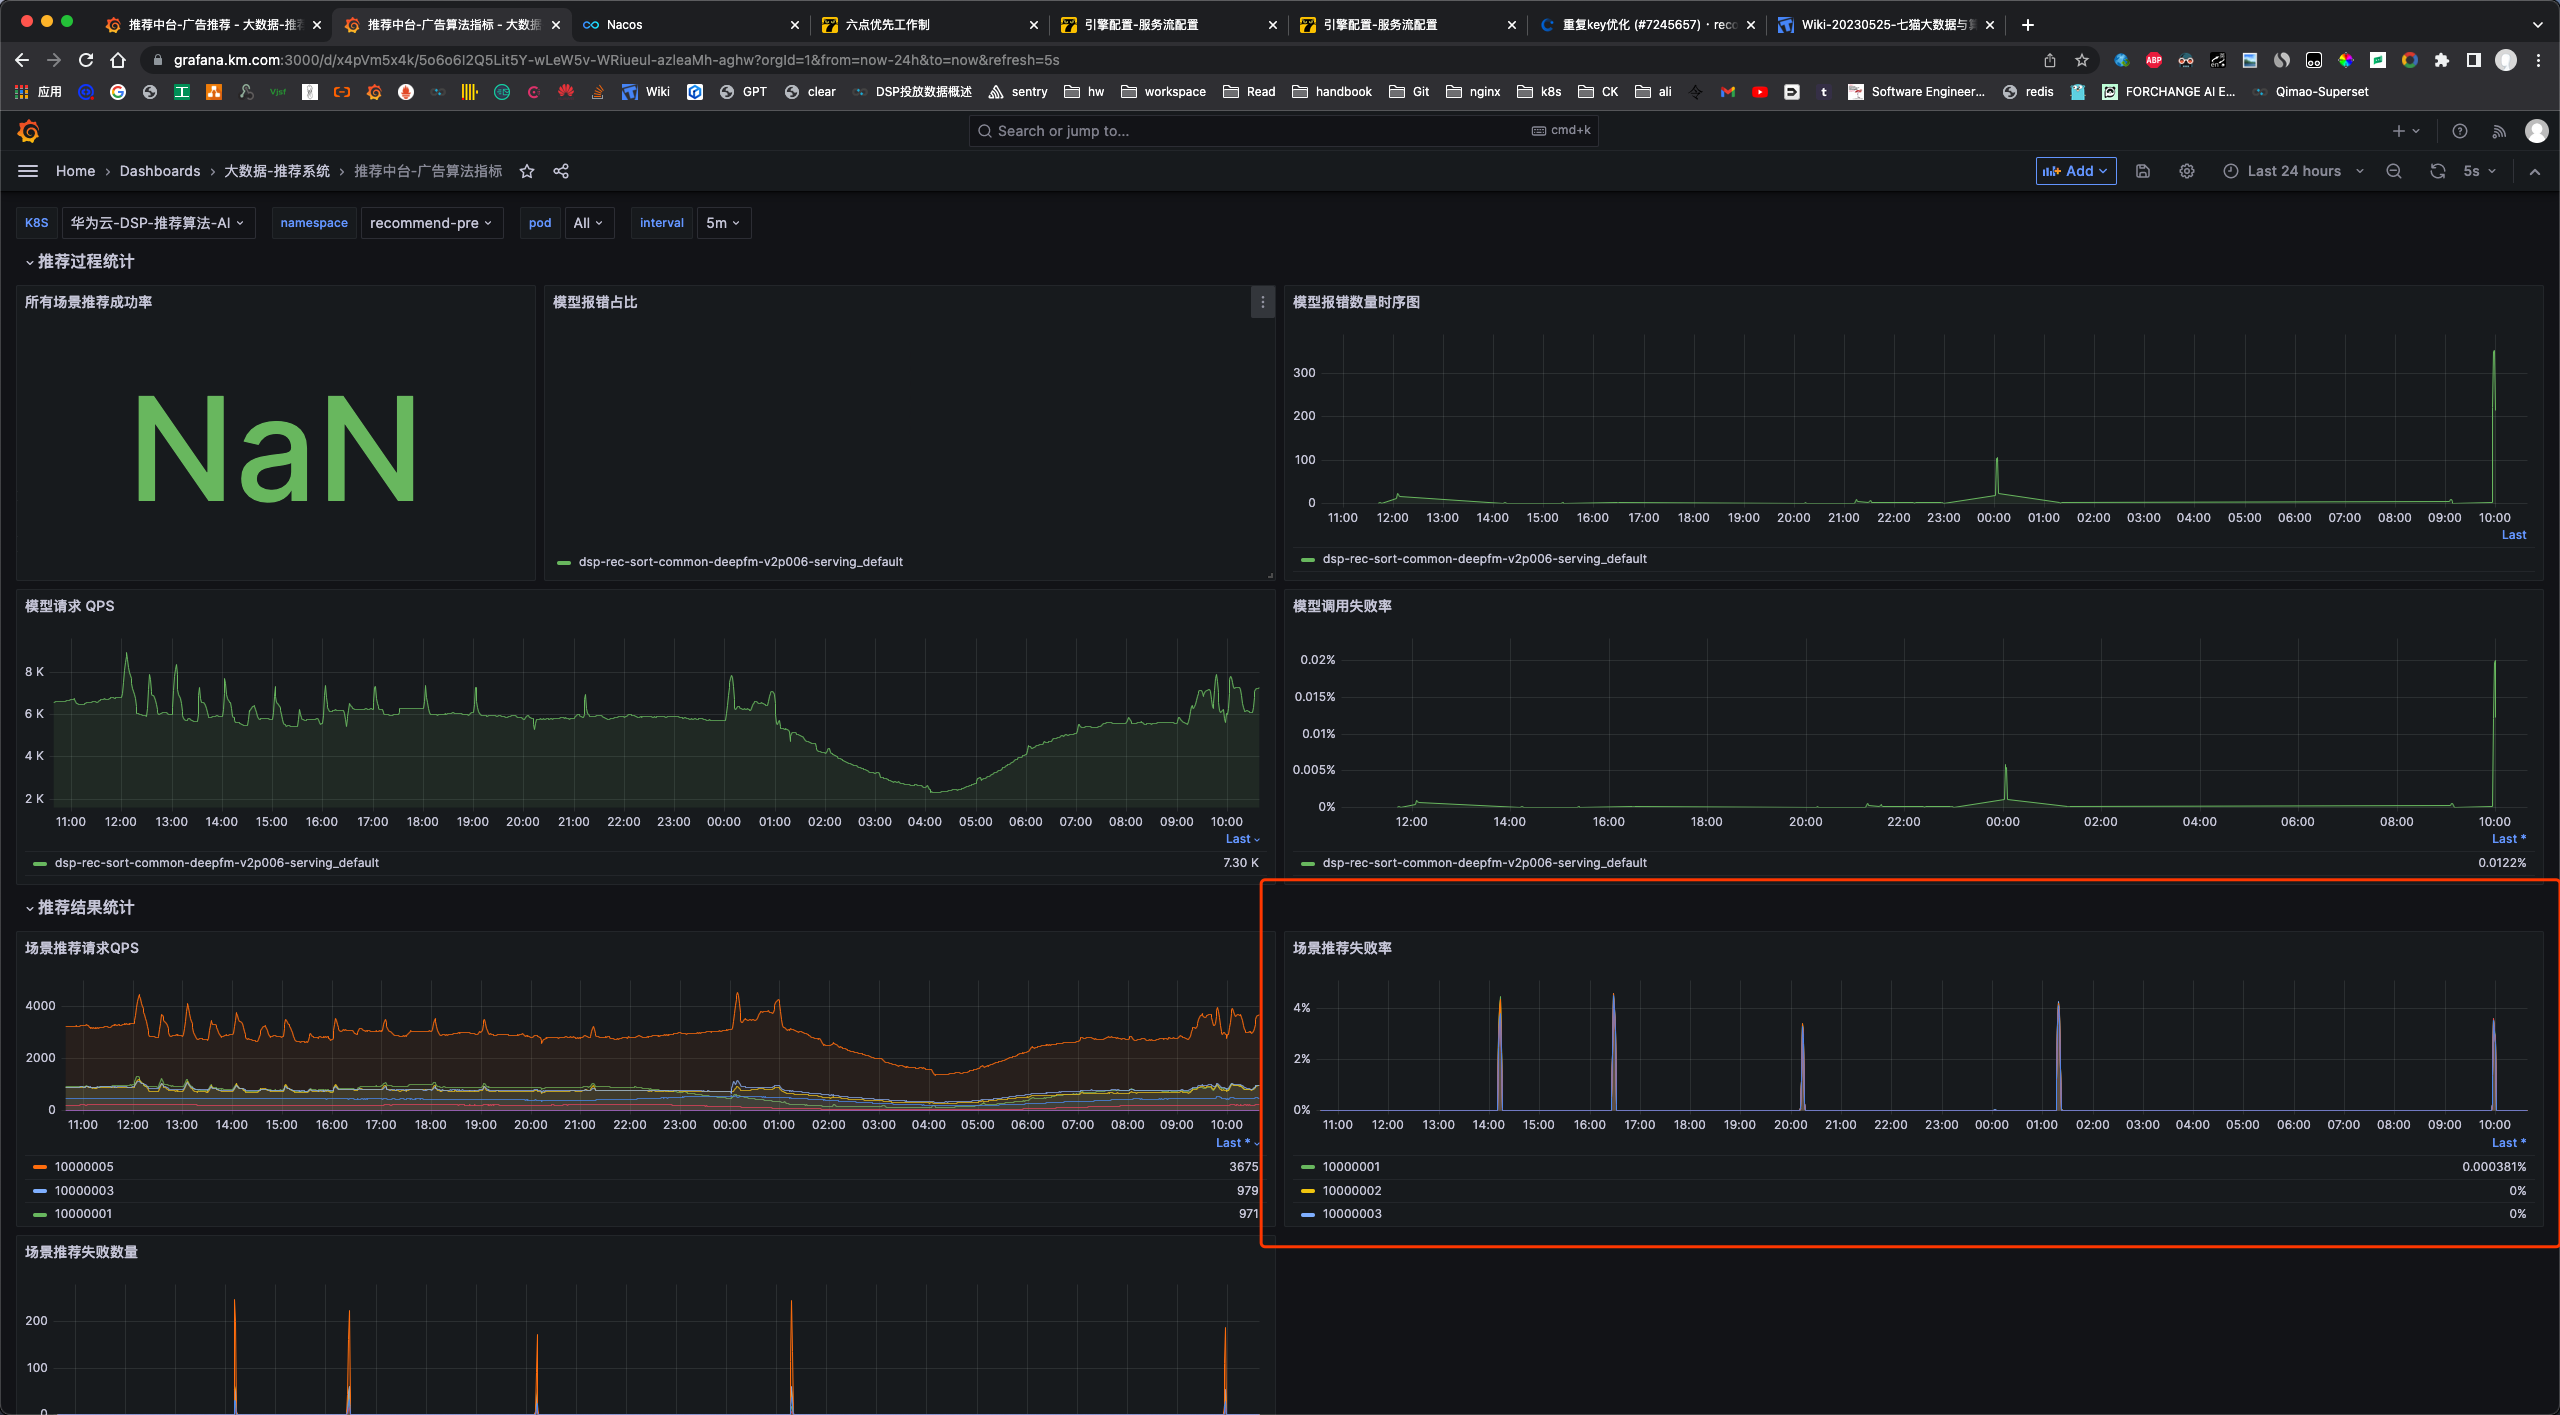 推荐中台-广告推荐 - 大数据-推荐
推荐中台-广告算法指标 - 大数据
Nacos
六点优先工作制
引擎配置-服务流配置
引擎配置-服务流配置
重复key优化 (#7245657) · reco
Wiki-20230525-七猫大数据与算
grafana.km.com:3000/d/x4pVm5x4k/5o6o6I2Q5Lit5Y-wLeW5v-WRiueuI-azleaMh-aghw?orgId=1&from=now-24h&to=now&refresh=5s
应用
Wiki
GPT
clear
DSP投放数据概述
sentry
hw
workspace
Read
handbook
Git
nginx
k8s
CK
ali
Software Engineer...
redis
FORCHANGE AI E...
Qimao-Superset
Search or jump to...
cmd+k
Home › Dashboards › 大数据-推荐系统 › 推荐中台-广告算法指标
Add
Last 24 hours
5s
K8S 华为云-DSP-推荐算法-AI
namespace recommend-pre
pod All
interval 5m
推荐过程统计
所有场景推荐成功率
NaN
模型报错占比
dsp-rec-sort-common-deepfm-v2p006-serving_default
模型报错数量时序图
300
200
100
0
11:00 12:00 13:00 14:00 15:00 16:00 17:00 18:00 19:00 20:00 21:00 22:00 23:00 00:00 01:00 02:00 03:00 04:00 05:00 06:00 07:00 08:00 09:00 10:00
Last
dsp-rec-sort-common-deepfm-v2p006-serving_default
模型请求 QPS
8 K
6 K
4 K
2 K
11:00 12:00 13:00 14:00 15:00 16:00 17:00 18:00 19:00 20:00 21:00 22:00 23:00 00:00 01:00 02:00 03:00 04:00 05:00 06:00 07:00 08:00 09:00 10:00
Last
dsp-rec-sort-common-deepfm-v2p006-serving_default 7.30 K
模型调用失败率
0.02%
0.015%
0.01%
0.005%
0%
12:00 14:00 16:00 18:00 20:00 22:00 00:00 02:00 04:00 06:00 08:00 10:00
Last *
dsp-rec-sort-common-deepfm-v2p006-serving_default 0.0122%
推荐结果统计
场景推荐请求QPS
4000
2000
0
11:00 12:00 13:00 14:00 15:00 16:00 17:00 18:00 19:00 20:00 21:00 22:00 23:00 00:00 01:00 02:00 03:00 04:00 05:00 06:00 07:00 08:00 09:00 10:00
Last *
10000005 3675
10000003 979
10000001 971
场景推荐失败率
4%
2%
0%
11:00 12:00 13:00 14:00 15:00 16:00 17:00 18:00 19:00 20:00 21:00 22:00 23:00 00:00 01:00 02:00 03:00 04:00 05:00 06:00 07:00 08:00 09:00 10:00
Last *
10000001 0.000381%
10000002 0%
10000003 0%
场景推荐失败数量
200
100
0